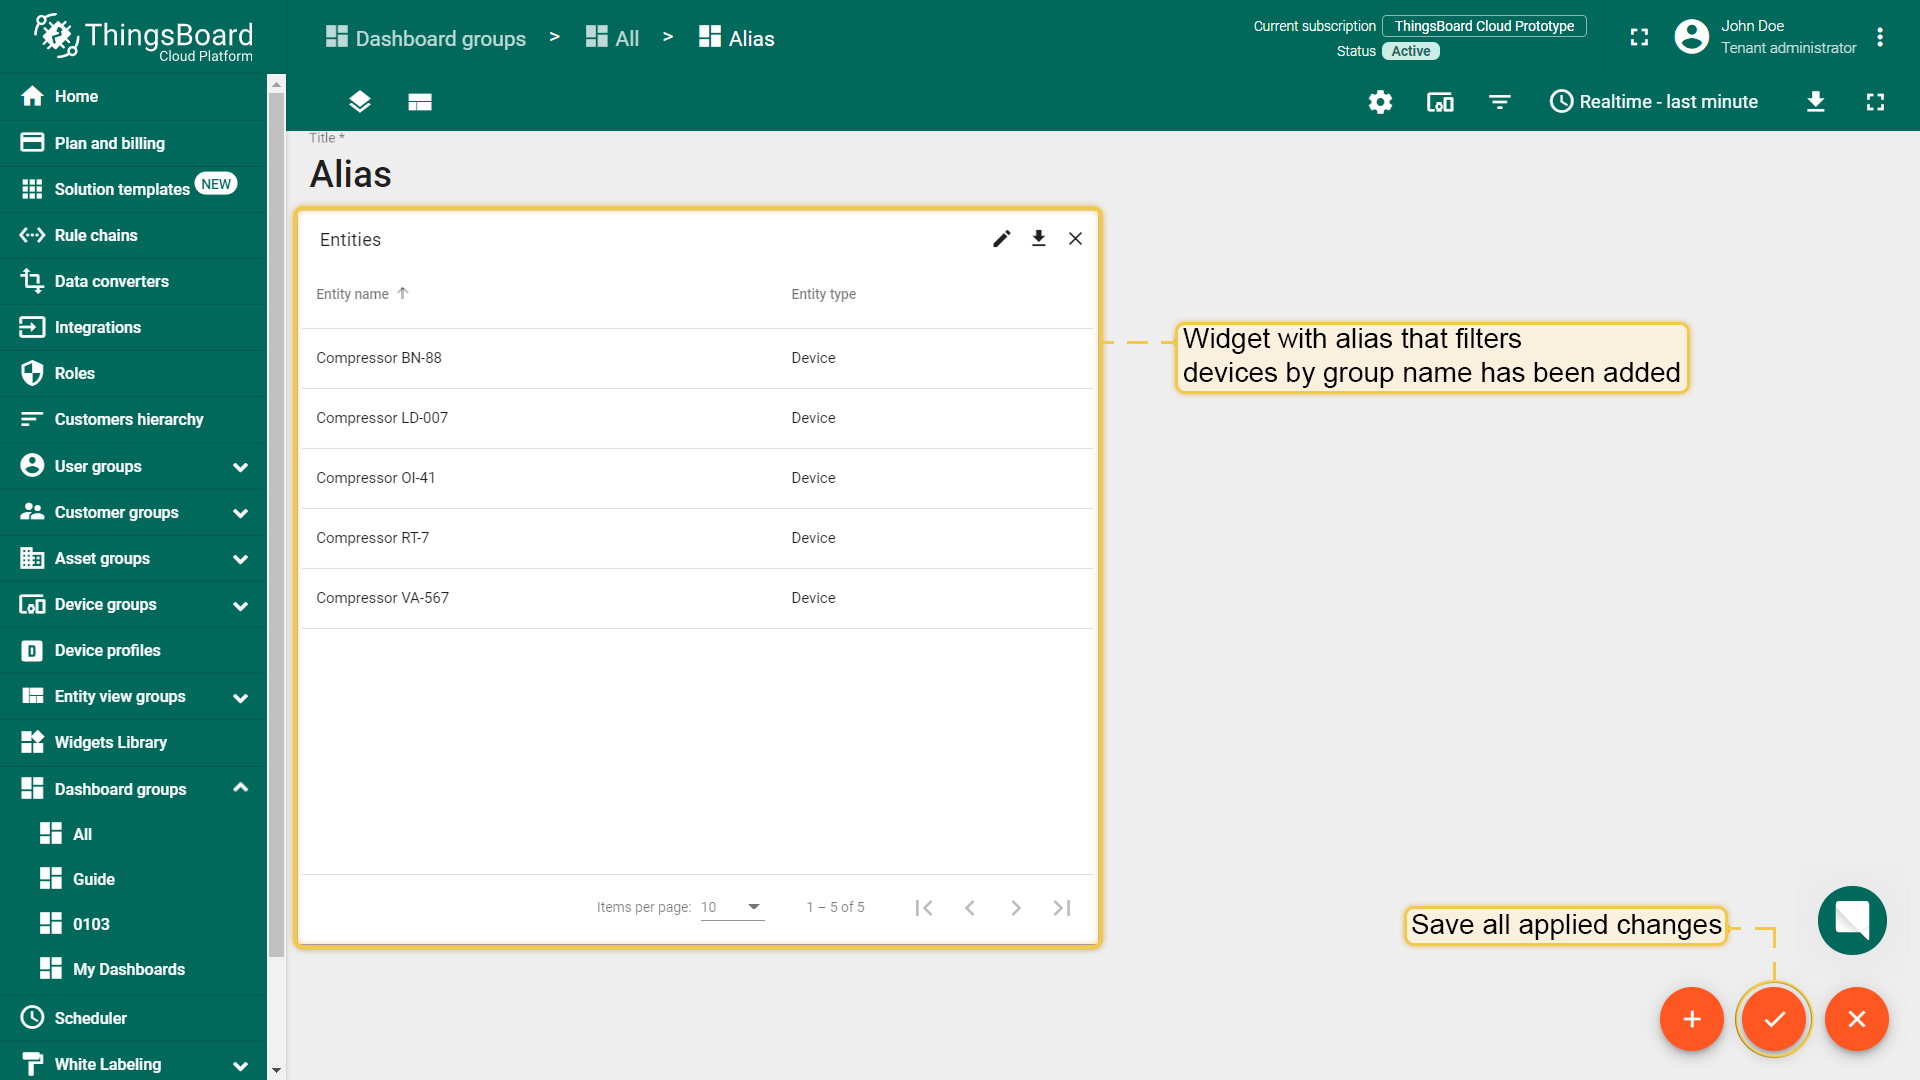 ThingsBoard
Cloud Platform
Dashboard groups > All > Alias
Current subscription ThingsBoard Cloud Prototype
Status Active
John Doe
Tenant administrator
Realtime - last minute
Home
Plan and billing
Solution templates NEW
Rule chains
Data converters
Integrations
Roles
Customers hierarchy
User groups
Customer groups
Asset groups
Device groups
D Device profiles
Entity view groups
Widgets Library
Dashboard groups
All
Guide
0103
My Dashboards
Scheduler
White Labeling
Title *
Alias
Entities
Entity name Entity type
Compressor BN-88 Device
Compressor LD-007 Device
Compressor OI-41 Device
Compressor RT-7 Device
Compressor VA-567 Device
Items per page: 10 1 – 5 of 5
Widget with alias that filters
devices by group name has been added
Save all applied changes